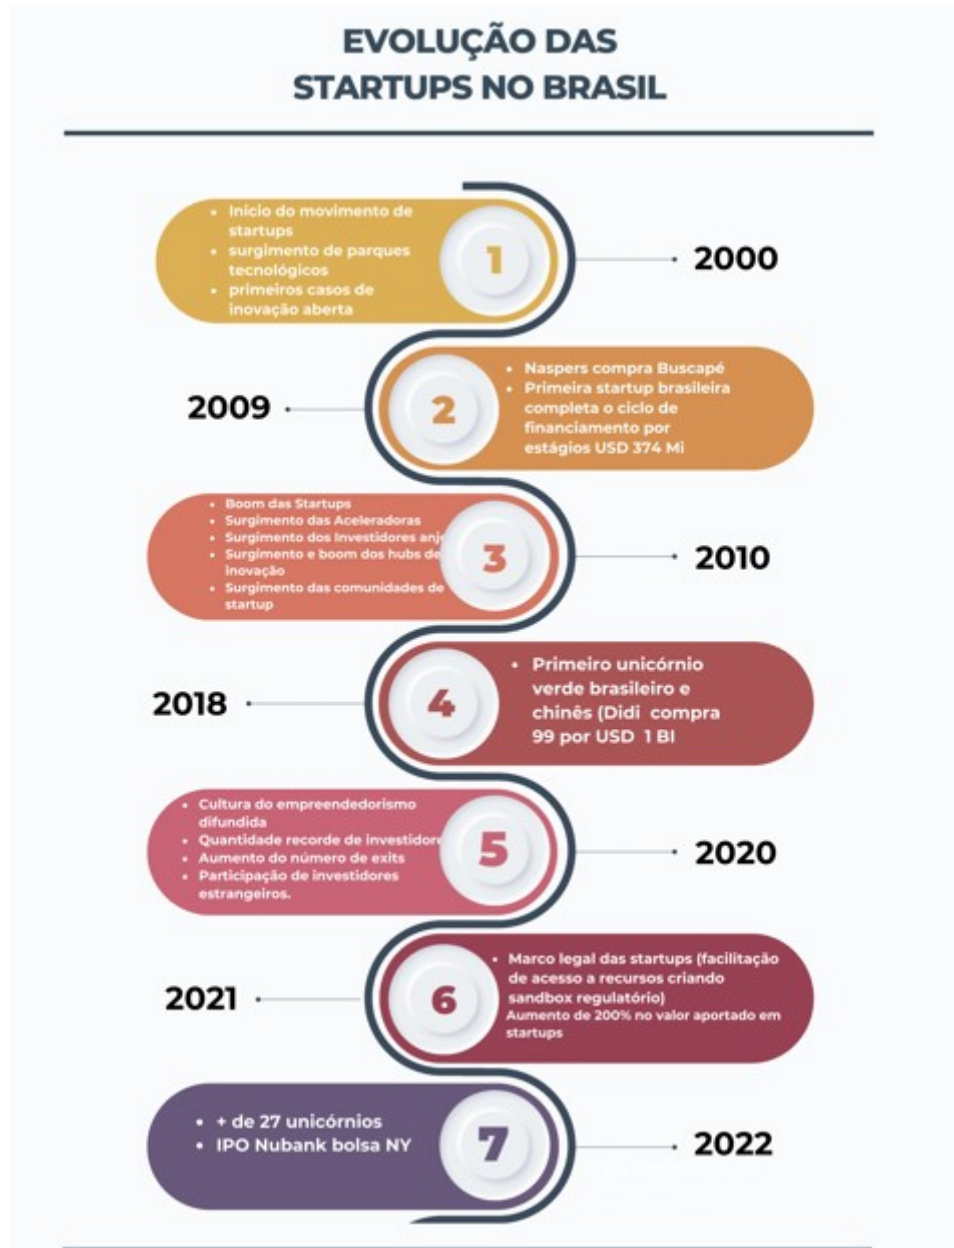 EVOLUÇÃO DAS
STARTUPS NO BRASIL
• Inicio do movimento de
startups
• surgimento de parques
tecnológicos
• primeiros casos de
inovação aberta
1
2000
2009
2
• Naspers compra Buscapé
• Primeira startup brasileira
completa o ciclo de
financiamento por
estágios USD 374 Mi
• Boom das Startups
• Surgimento das Aceleradoras
• Surgimento dos Investidores anj
• Surgimento e boom dos hubs de
inovação
• Surgimento das comunidades de
startup
3
2010
2018
4
• Primeiro unicórnio
verde brasileiro e
chinês (Didi compra
99 por USD 1 BI
• Cultura do empreendedorismo
difundida
• Quantidade recorde de investidore
• Aumento do número de exits
• Participação de investidores
estrangeiros.
5
2020
2021
6
• Marco legal das startups (facilitação
de acesso a recursos criando
sandbox regulatório)
Aumento de 200% no valor aportado em
startups
• + de 27 unicórnios
• IPO Nubank bolsa NY
7
2022